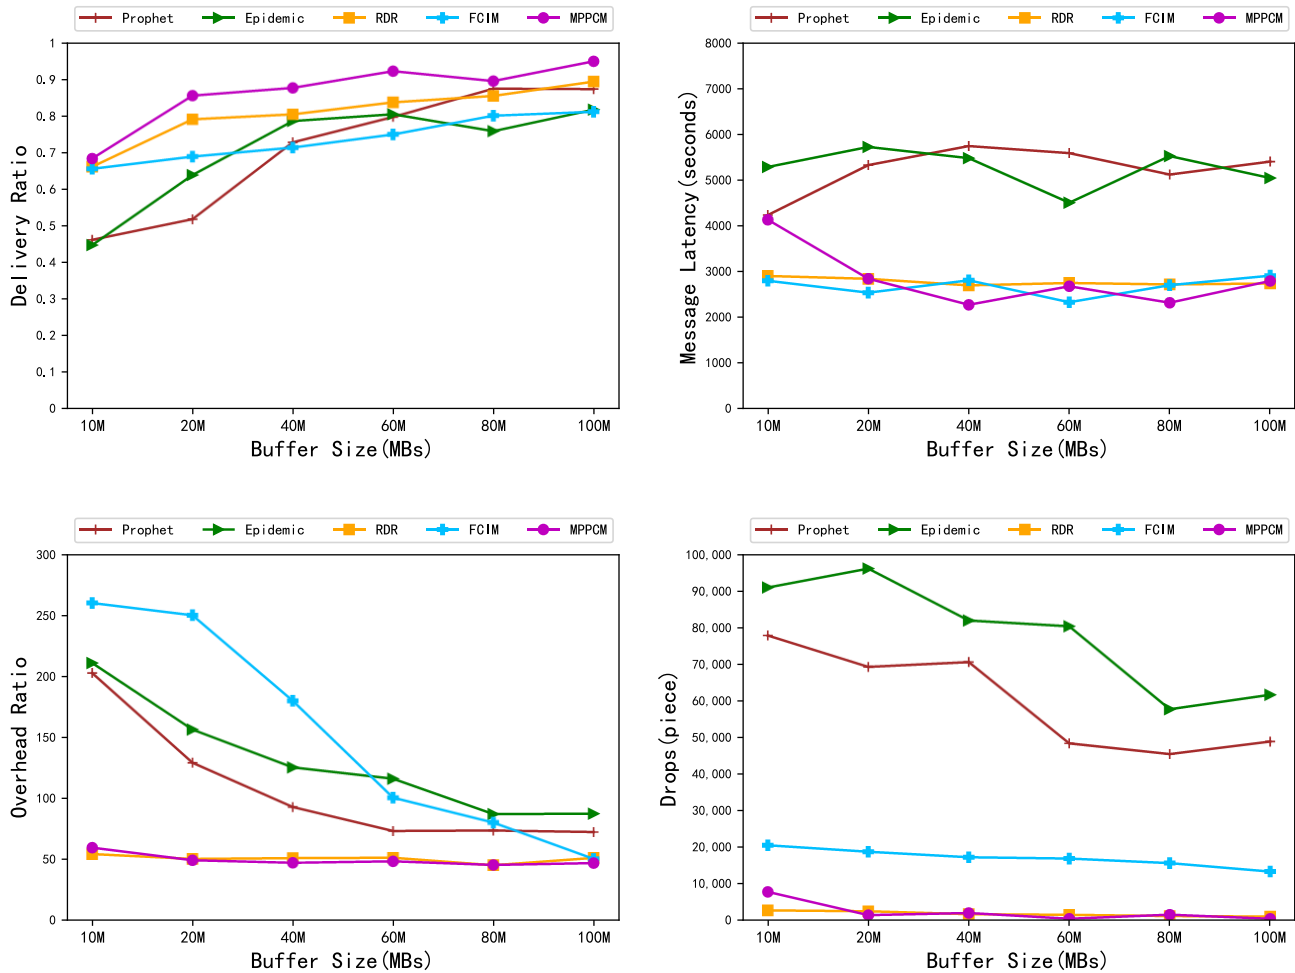 Prophet Epidemic RDR FCIM MPPCM
1
0.9
0.8
0.7
0.6
0.5
0.4
0.3
0.2
0.1
0
Delivery Ratio
10M 20M 40M 60M 80M 100M
Buffer Size(MBs)
Prophet Epidemic RDR FCIM MPPCM
8000
7000
6000
5000
4000
3000
2000
1000
0
Message Latency(seconds)
10M 20M 40M 60M 80M 100M
Buffer Size(MBs)
Prophet Epidemic RDR FCIM MPPCM
300
250
200
150
100
50
0
Overhead Ratio
10M 20M 40M 60M 80M 100M
Buffer Size(MBs)
Prophet Epidemic RDR FCIM MPPCM
100,000
90,000
80,000
70,000
60,000
50,000
40,000
30,000
20,000
10,000
0
Drops(piece)
10M 20M 40M 60M 80M 100M
Buffer Size(MBs)